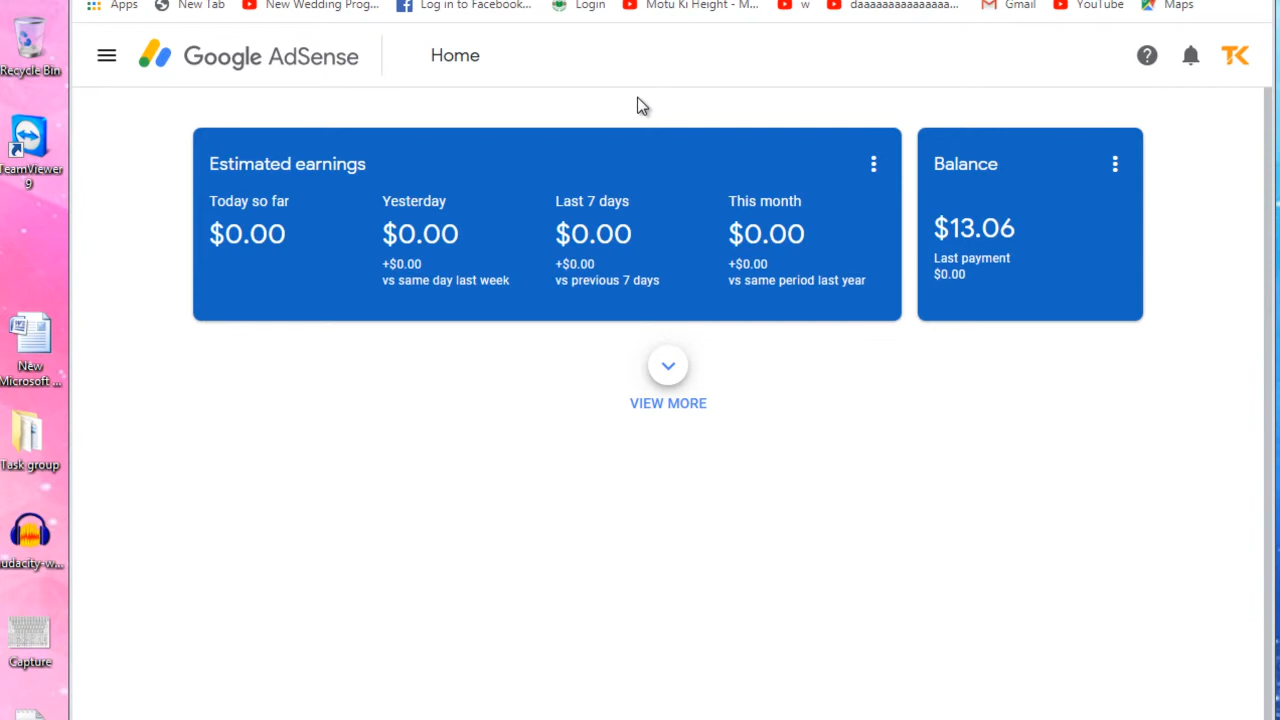 Apps
New Tab
New Wedding Prog...
Log in to Facebook...
Login
Motu Ki Height - M...
w
daaaaaaaaaaaaaa...
Gmail
YouTube
Maps
Google AdSense
Home
TK
Recycle Bin
TeamViewer
9
New
Microsoft ...
Task group
udacity-w...
Capture
Estimated earnings
Today so far
$0.00
Yesterday
$0.00
+$0.00
vs same day last week
Last 7 days
$0.00
+$0.00
vs previous 7 days
This month
$0.00
+$0.00
vs same period last year
Balance
$13.06
Last payment
$0.00
VIEW MORE